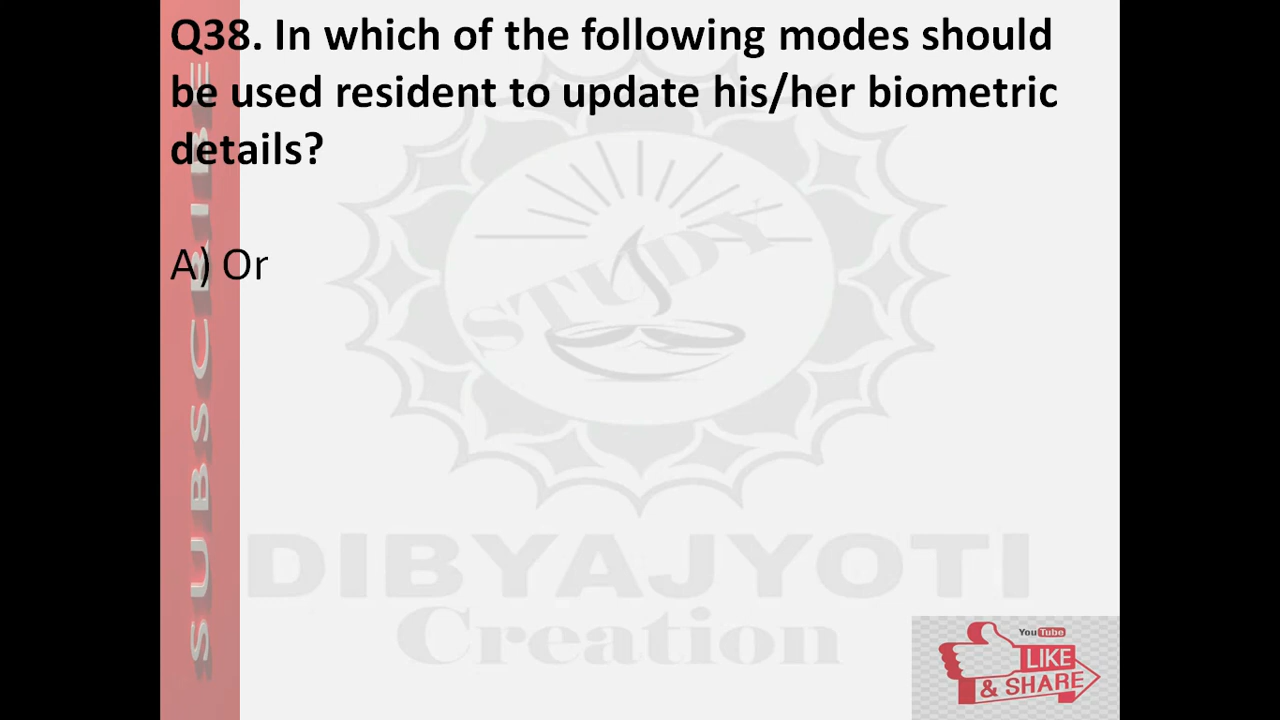 Q38. In which of the following modes should
be used resident to update his/her biometric
details?
A) Or
SUBSCRIBE
STUDY
DIBYAJYOTI
Creation
YouTube
LIKE
& SHARE